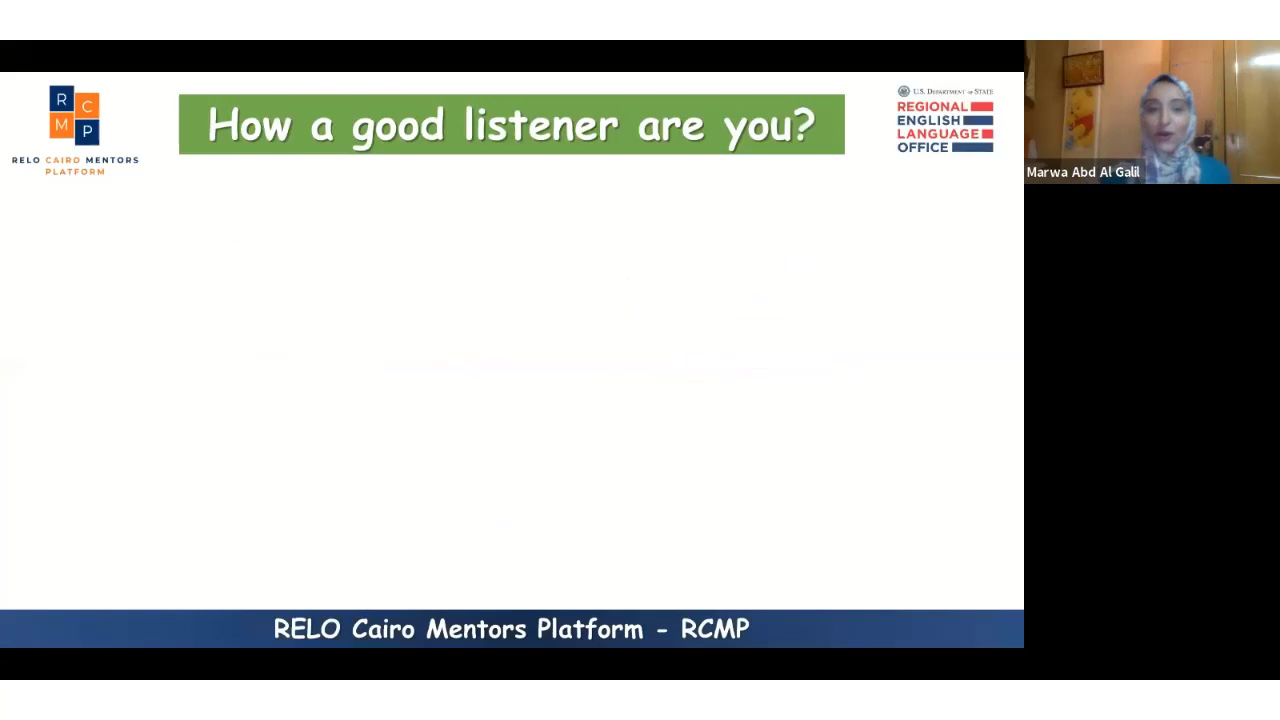 R
C
M
P
RELO CAIRO MENTORS
PLATFORM
How a good listener are you?
U.S. DEPARTMENT OF STATE
REGIONAL
ENGLISH
LANGUAGE
OFFICE
Marwa Abd Al Galil
RELO Cairo Mentors Platform - RCMP